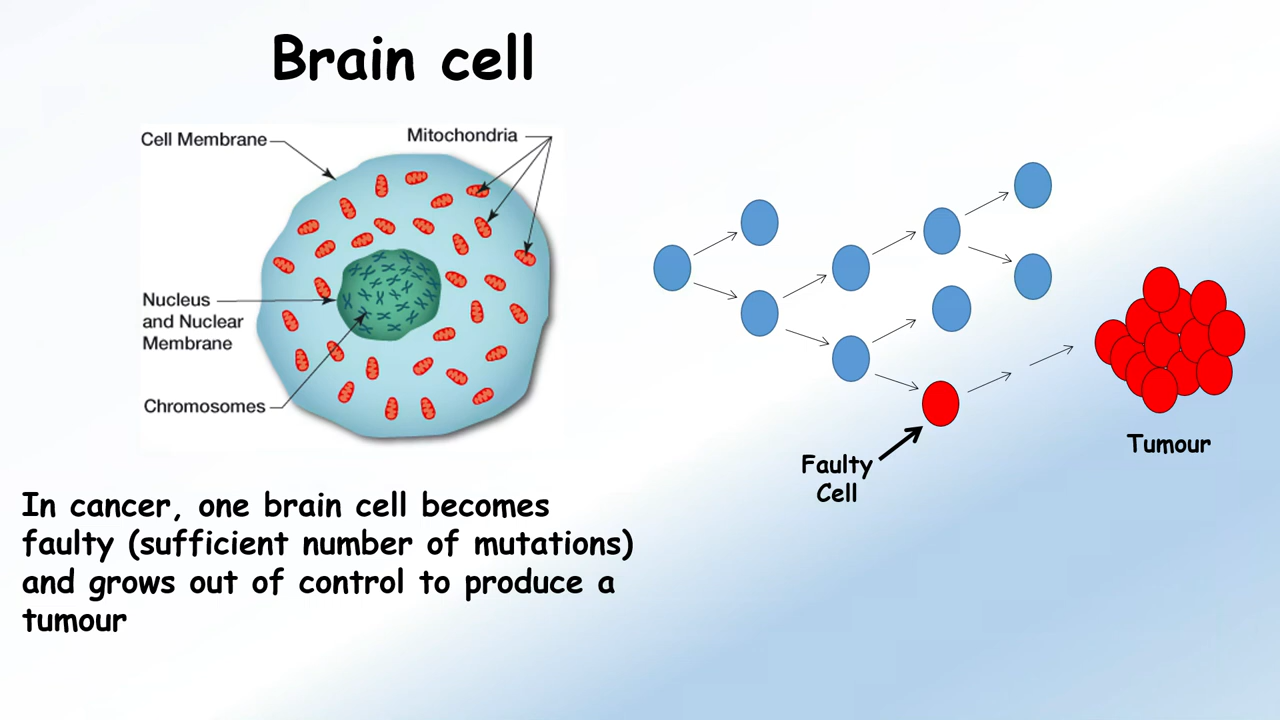 Brain cell
Cell Membrane
Mitochondria
Nucleus
and Nuclear
Membrane
Chromosomes
Faulty
Cell
Tumour
In cancer, one brain cell becomes
faulty (sufficient number of mutations)
and grows out of control to produce a
tumour